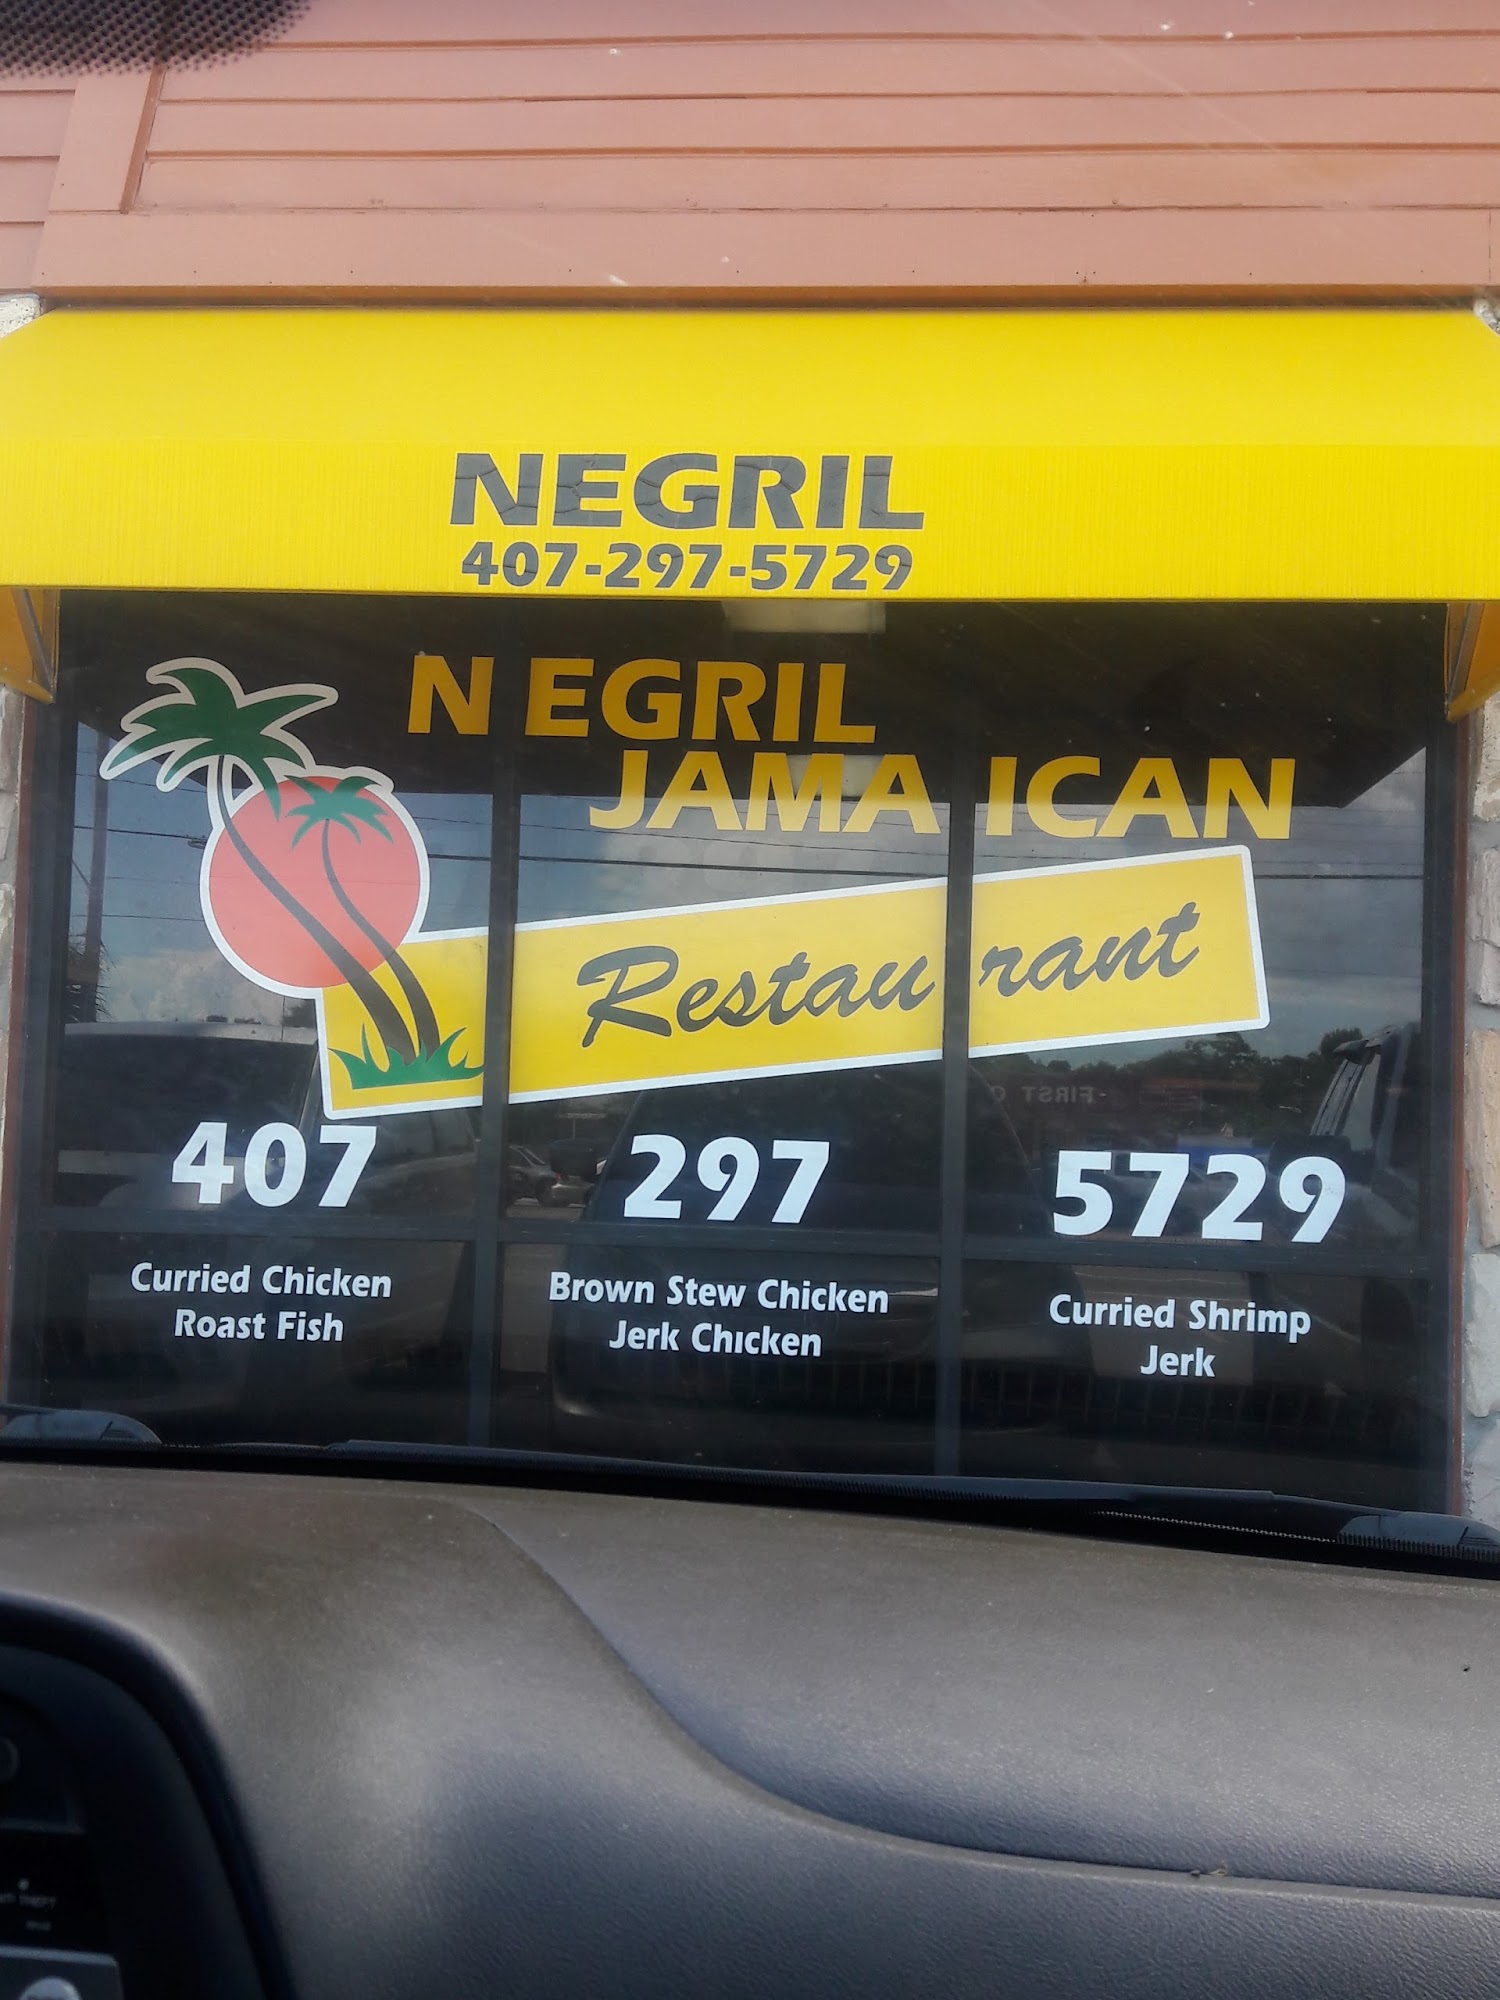 NEGRIL
407-297-5729
NEGRIL
JAMAICAN
Restaurant
407 297 5729
Curried Chicken
Roast Fish
Brown Stew Chicken
Jerk Chicken
Curried Shrimp
Jerk
FIRST